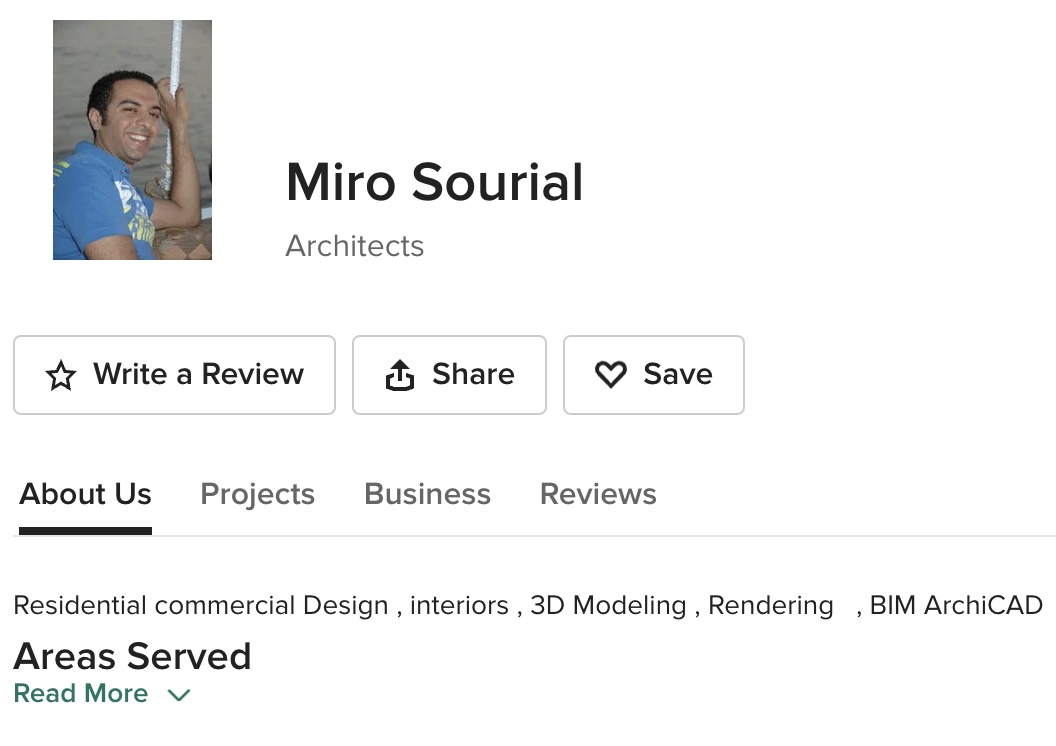 Miro Sourial
Architects
Write a Review
Share
Save
About Us
Projects
Business
Reviews
Residential commercial Design , interiors , 3D Modeling , Rendering , BIM ArchiCAD
Areas Served
Read More